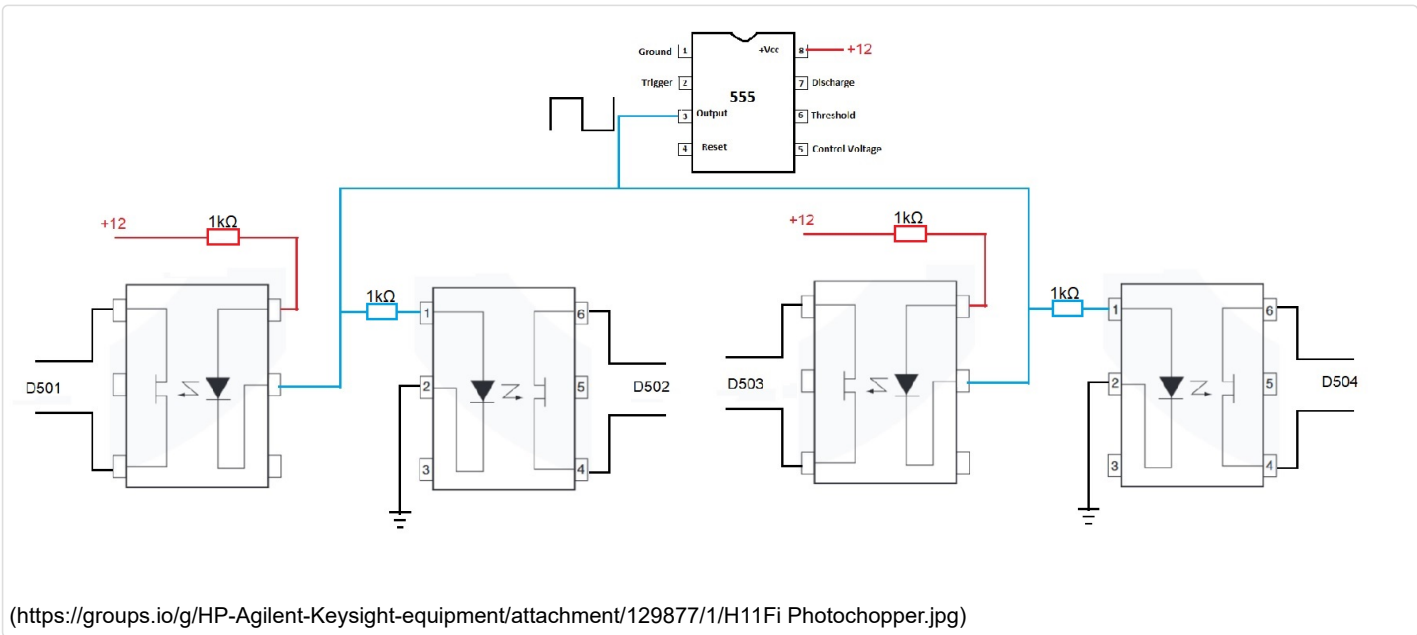 Ground 1 +Vcc 8 +12
Trigger 2 7 Discharge
555
3 Output 6 Threshold
4 Reset 5 Control Voltage
+12 1kΩ
+12 1kΩ
1kΩ
1kΩ
1 6
D501 2 5 D502
3 4
1 6
D503 2 5 D504
3 4
(https://groups.io/g/HP-Agilent-Keysight-equipment/attachment/129877/1/H11Fi Photochopper.jpg)